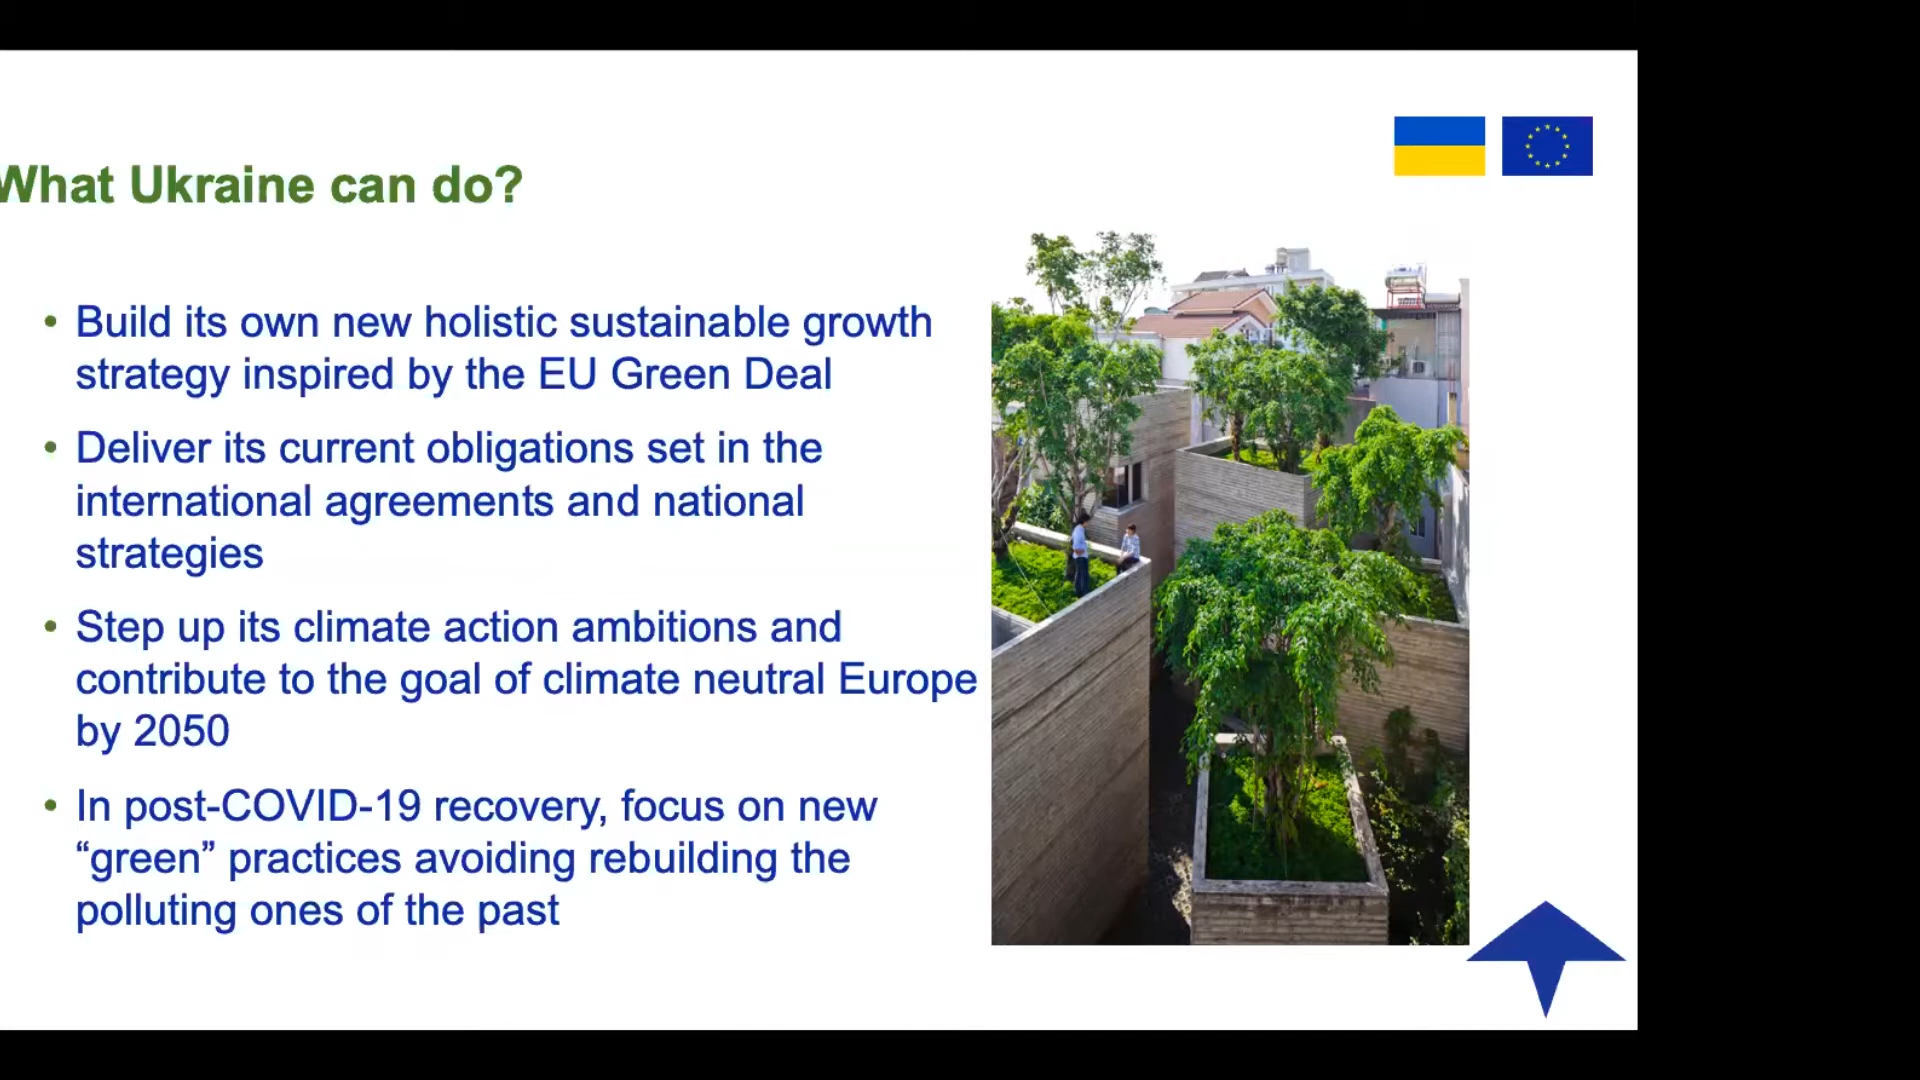 What Ukraine can do?
• Build its own new holistic sustainable growth
strategy inspired by the EU Green Deal
• Deliver its current obligations set in the
international agreements and national
strategies
• Step up its climate action ambitions and
contribute to the goal of climate neutral Europe
by 2050
• In post-COVID-19 recovery, focus on new
“green” practices avoiding rebuilding the
polluting ones of the past